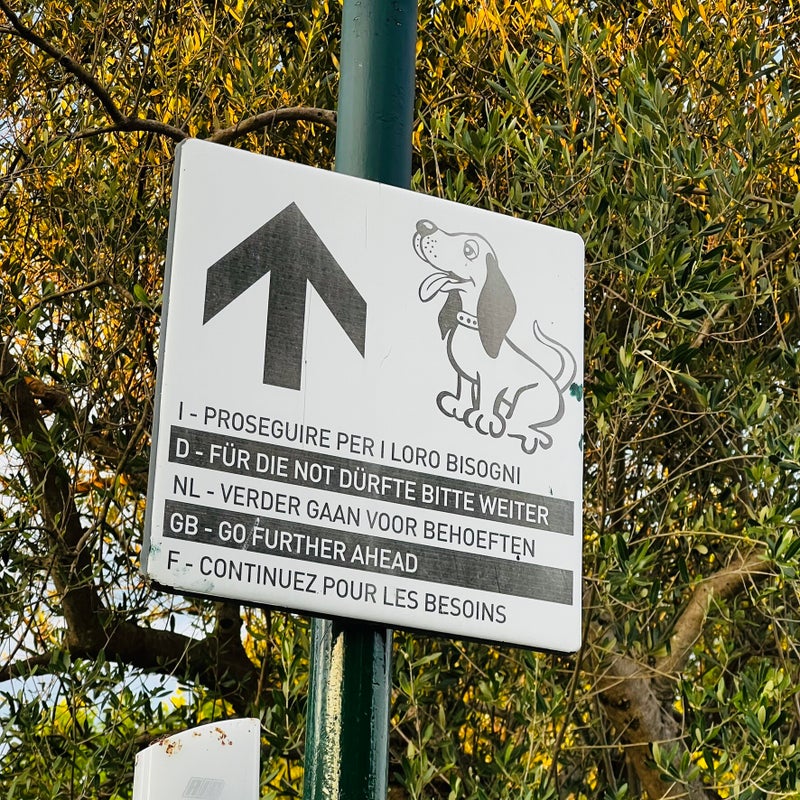 I - PROSEGUIRE PER I LORO BISOGNI
D - FÜR DIE NOT DÜRFTE BITTE WEITER
NL - VERDER GAAN VOOR BEHOEFTEN
GB - GO FURTHER AHEAD
F - CONTINUEZ POUR LES BESOINS